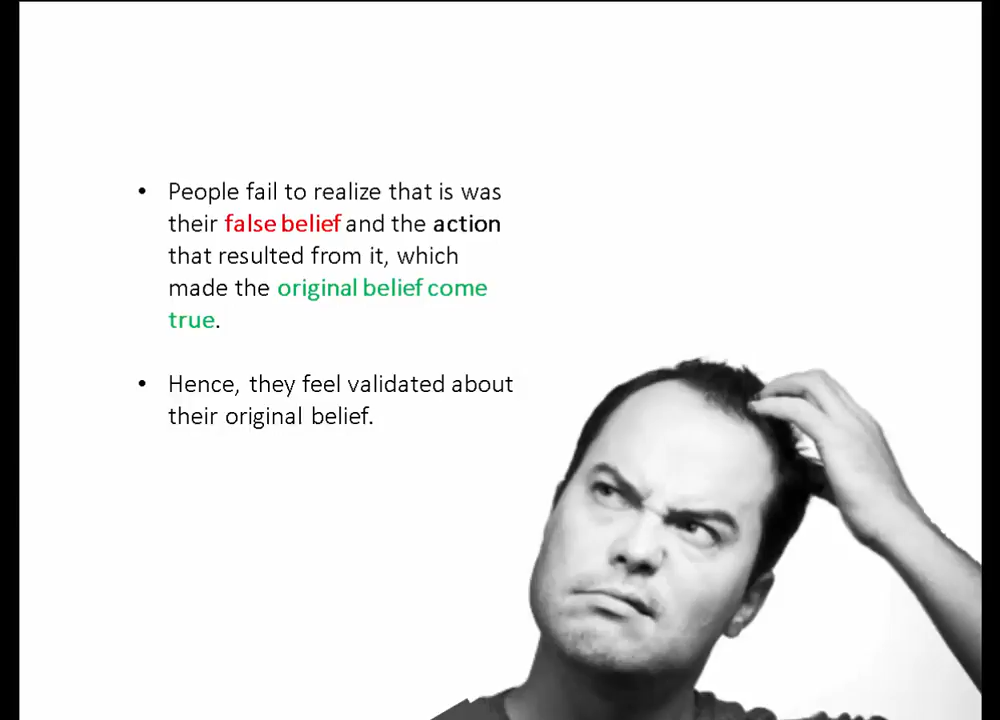 • People fail to realize that is was
their false belief and the action
that resulted from it, which
made the original belief come
true.
• Hence, they feel validated about
their original belief.